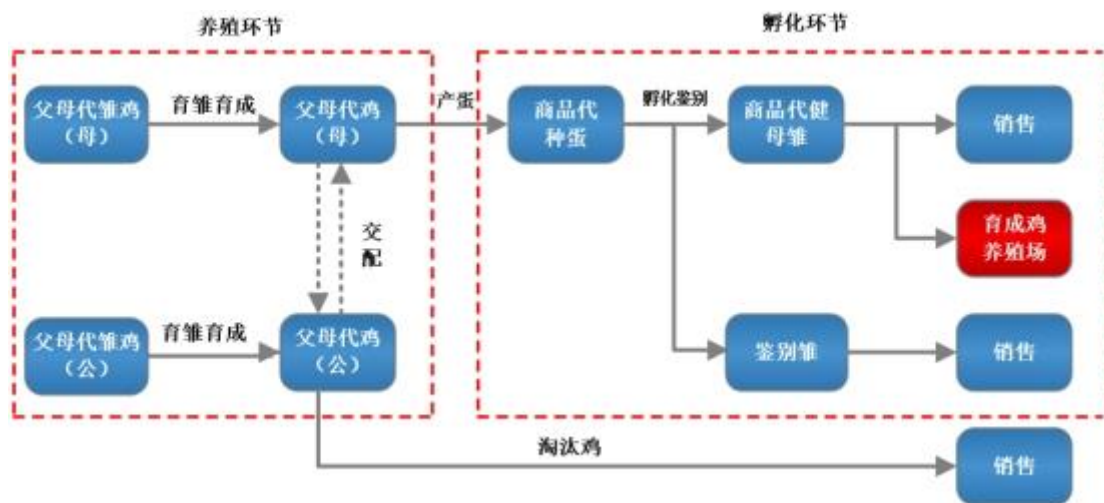 养殖环节
孵化环节
父母代雏鸡
（母）
育雏育成
父母代鸡
（母）
产蛋
商品代
种蛋
孵化鉴别
商品代健
母雏
销售
交
配
育成鸡
养殖场
父母代雏鸡
（公）
育雏育成
父母代鸡
（公）
鉴别雏
销售
淘汰鸡
销售